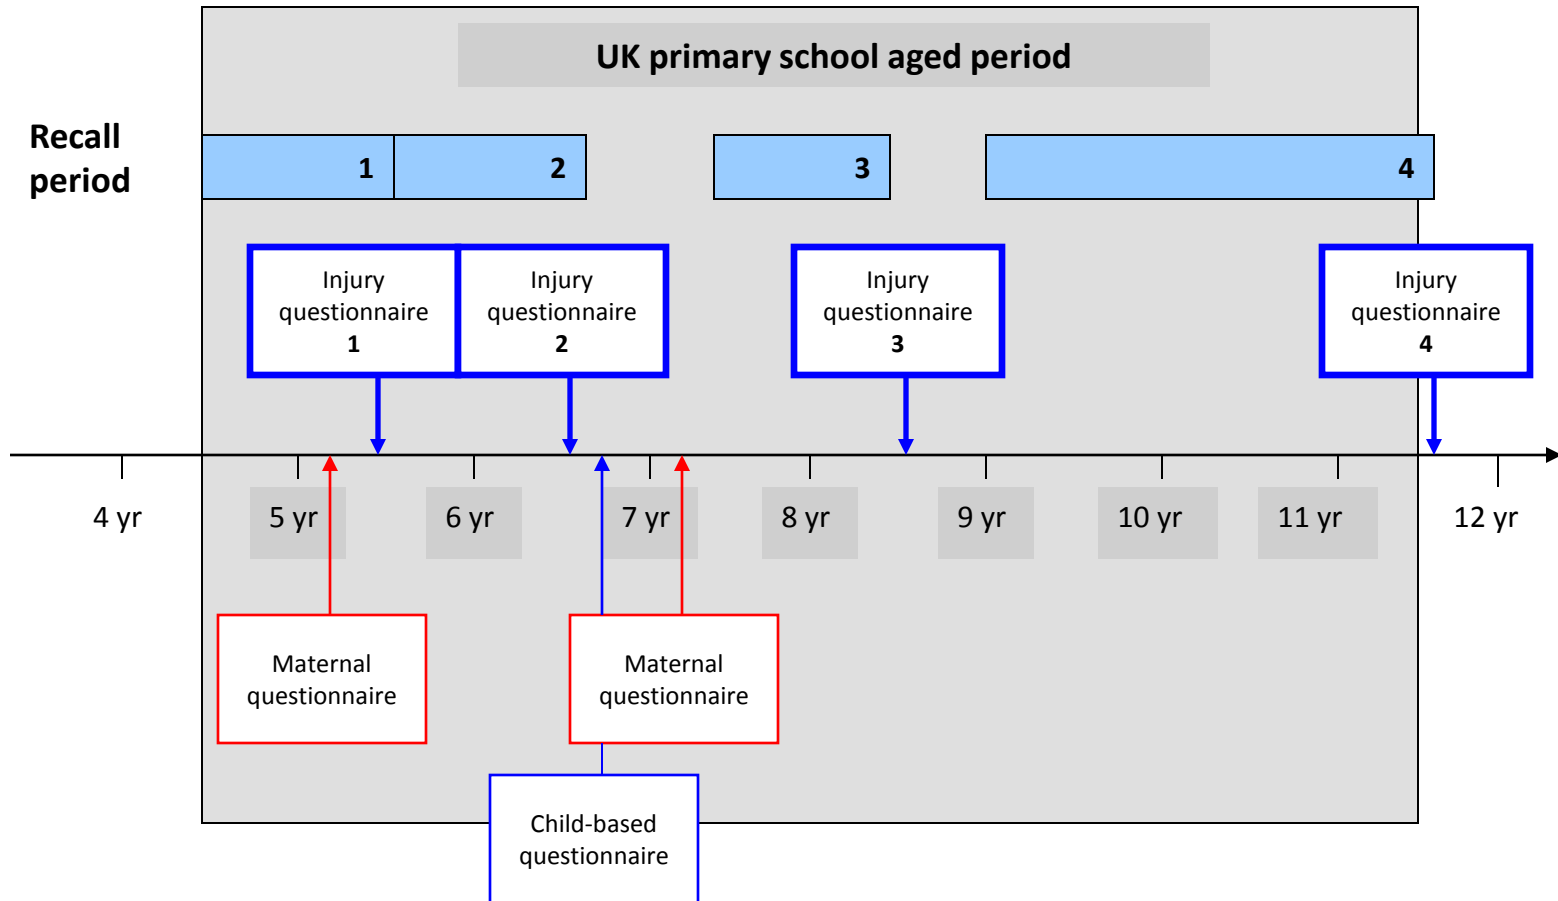 UK primary school aged period
Recall
period
1
2
3
4
Injury
questionnaire
1
Injury
questionnaire
2
Injury
questionnaire
3
Injury
questionnaire
4
4 yr
5 yr
6 yr
7 yr
8 yr
9 yr
10 yr
11 yr
12 yr
Maternal
questionnaire
Maternal
questionnaire
Child-based
questionnaire